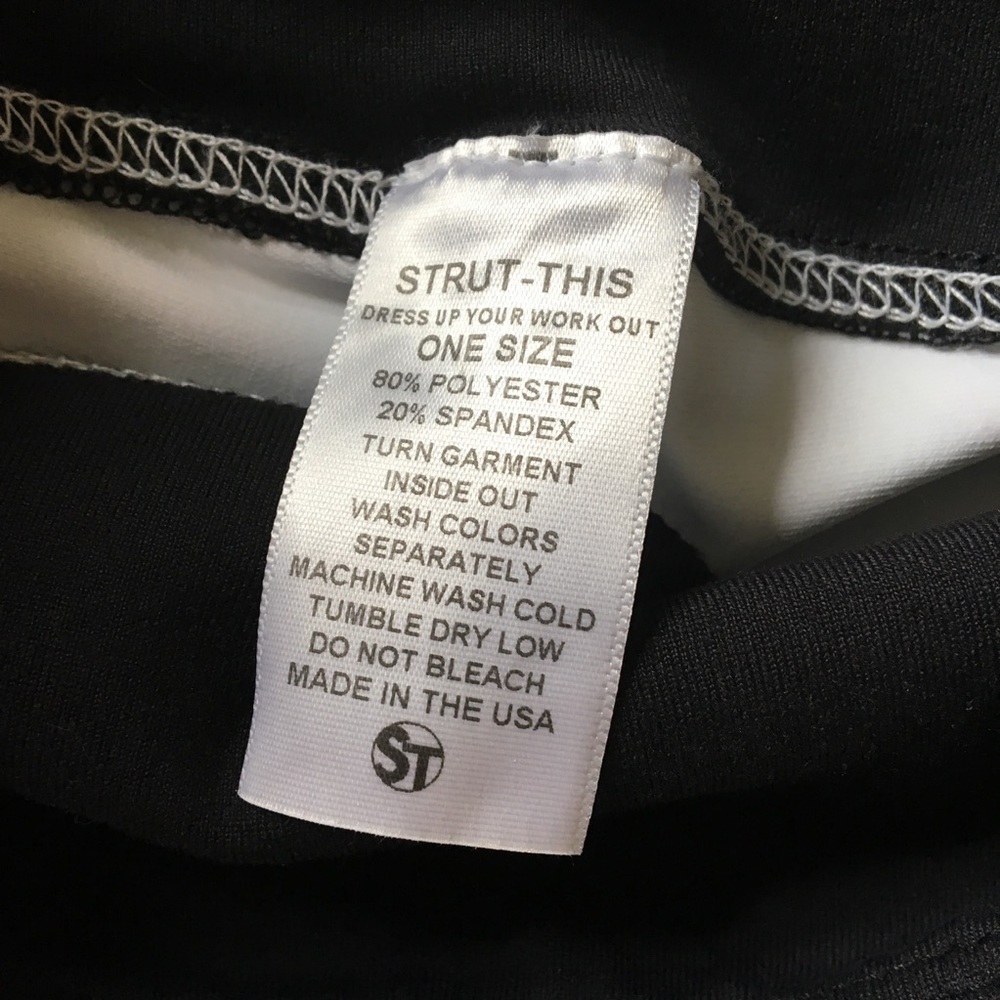 STRUT-THIS
DRESS UP YOUR WORK OUT
ONE SIZE
80% POLYESTER
20% SPANDEX
TURN GARMENT
INSIDE OUT
WASH COLORS
SEPARATELY
MACHINE WASH COLD
TUMBLE DRY LOW
DO NOT BLEACH
MADE IN THE USA
ST